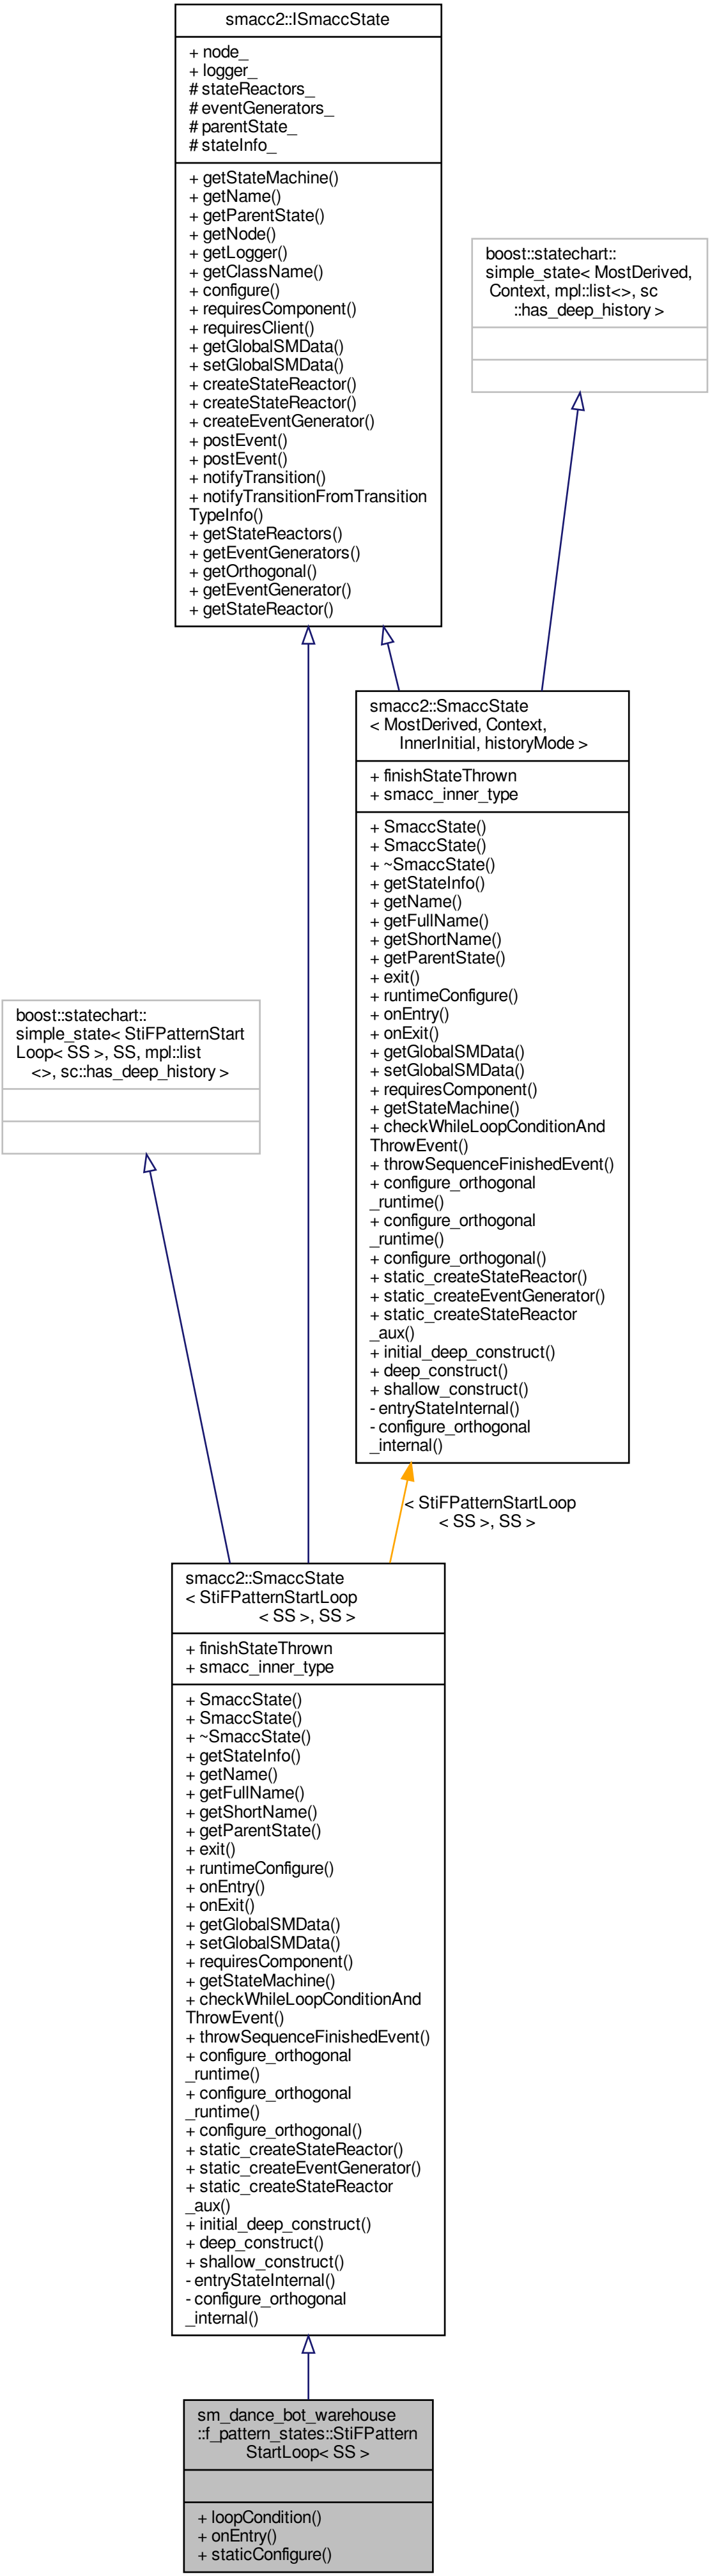 smacc2::ISmaccState
+ node_
+ logger_
# stateReactors_
# eventGenerators_
# parentState_
# stateInfo_
+ getStateMachine()
+ getName()
+ getParentState()
+ getNode()
+ getLogger()
+ getClassName()
+ configure()
+ requiresComponent()
+ requiresClient()
+ getGlobalSMData()
+ setGlobalSMData()
+ createStateReactor()
+ createStateReactor()
+ createEventGenerator()
+ postEvent()
+ postEvent()
+ notifyTransition()
+ notifyTransitionFromTransition
TypeInfo()
+ getStateReactors()
+ getEventGenerators()
+ getOrthogonal()
+ getEventGenerator()
+ getStateReactor()
boost::statechart::
simple_state< MostDerived,
Context, mpl::list<>, sc
::has_deep_history >
smacc2::SmaccState
< MostDerived, Context,
InnerInitial, historyMode >
+ finishStateThrown
+ smacc_inner_type
+ SmaccState()
+ SmaccState()
+ ~SmaccState()
+ getStateInfo()
+ getName()
+ getFullName()
+ getShortName()
+ getParentState()
+ exit()
+ runtimeConfigure()
+ onEntry()
+ onExit()
+ getGlobalSMData()
+ setGlobalSMData()
+ requiresComponent()
+ getStateMachine()
+ checkWhileLoopConditionAnd
ThrowEvent()
+ throwSequenceFinishedEvent()
+ configure_orthogonal
_runtime()
+ configure_orthogonal
_runtime()
+ configure_orthogonal()
+ static_createStateReactor()
+ static_createEventGenerator()
+ static_createStateReactor
_aux()
+ initial_deep_construct()
+ deep_construct()
+ shallow_construct()
- entryStateInternal()
- configure_orthogonal
_internal()
boost::statechart::
simple_state< StiFPatternStart
Loop< SS >, SS, mpl::list
<>, sc::has_deep_history >
< StiFPatternStartLoop
< SS >, SS >
smacc2::SmaccState
< StiFPatternStartLoop
< SS >, SS >
+ finishStateThrown
+ smacc_inner_type
+ SmaccState()
+ SmaccState()
+ ~SmaccState()
+ getStateInfo()
+ getName()
+ getFullName()
+ getShortName()
+ getParentState()
+ exit()
+ runtimeConfigure()
+ onEntry()
+ onExit()
+ getGlobalSMData()
+ setGlobalSMData()
+ requiresComponent()
+ getStateMachine()
+ checkWhileLoopConditionAnd
ThrowEvent()
+ throwSequenceFinishedEvent()
+ configure_orthogonal
_runtime()
+ configure_orthogonal
_runtime()
+ configure_orthogonal()
+ static_createStateReactor()
+ static_createEventGenerator()
+ static_createStateReactor
_aux()
+ initial_deep_construct()
+ deep_construct()
+ shallow_construct()
- entryStateInternal()
- configure_orthogonal
_internal()
sm_dance_bot_warehouse
::f_pattern_states::StiFPattern
StartLoop< SS >
+ loopCondition()
+ onEntry()
+ staticConfigure()